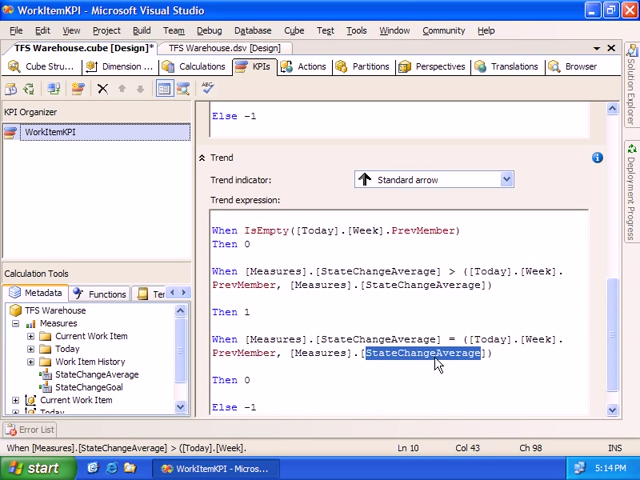 WorkItemKPI - Microsoft Visual Studio
File Edit View Project Build Debug Database Cube Test Tools Window Community Help
TFS Warehouse.cube [Design]* TFS Warehouse.dsv [Design]
Cube Stru... Dimension ... Calculations KPIs Actions Partitions Perspectives Translations Browser
KPI Organizer
WorkItemKPI
Calculation Tools
Metadata Functions Te
TFS Warehouse
Measures
Current Work Item
Today
Work Item History
StateChangeAverage
StateChangeGoal
Current Work Item
Today
Else -1
Trend
Trend indicator: Standard arrow
Trend expression:
When IsEmpty([Today].[Week].PrevMember)
Then 0
When [Measures].[StateChangeAverage] > ([Today].[Week].
PrevMember, [Measures].[StateChangeAverage])
Then 1
When [Measures].[StateChangeAverage] = ([Today].[Week].
PrevMember, [Measures].[StateChangeAverage])
Then 0
Else -1
Solution Explorer
Deployment Progress
Error List
When [Measures].[StateChangeAverage] > ([Today].[Week]. Ln 10 Col 43 Ch 98 INS
start WorkItemKPI - Micros... 5:14 PM